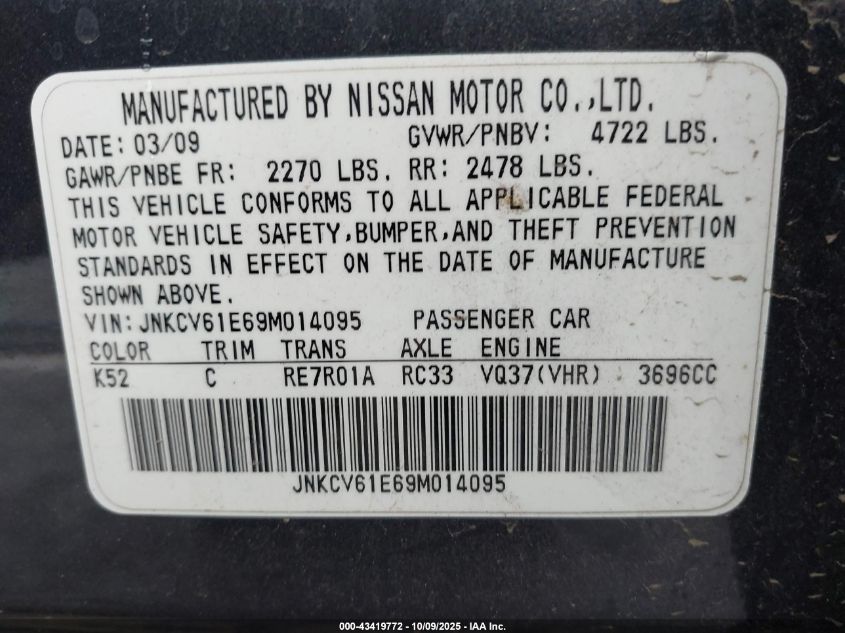 MANUFACTURED BY NISSAN MOTOR CO.,LTD.
DATE: 03/09 GVWR/PNBV: 4722 LBS.
GAWR/PNBE FR: 2270 LBS. RR: 2478 LBS.
THIS VEHICLE CONFORMS TO ALL APPLICABLE FEDERAL
MOTOR VEHICLE SAFETY,BUMPER,AND THEFT PREVENTION
STANDARDS IN EFFECT ON THE DATE OF MANUFACTURE
SHOWN ABOVE.
VIN: JNKCV61E69M014095 PASSENGER CAR
COLOR TRIM TRANS AXLE ENGINE
K52 C RE7R01A RC33 VQ37(VHR) 3696CC
JNKCV61E69M014095
000-43419772 - 10/09/2025 - IAA Inc.